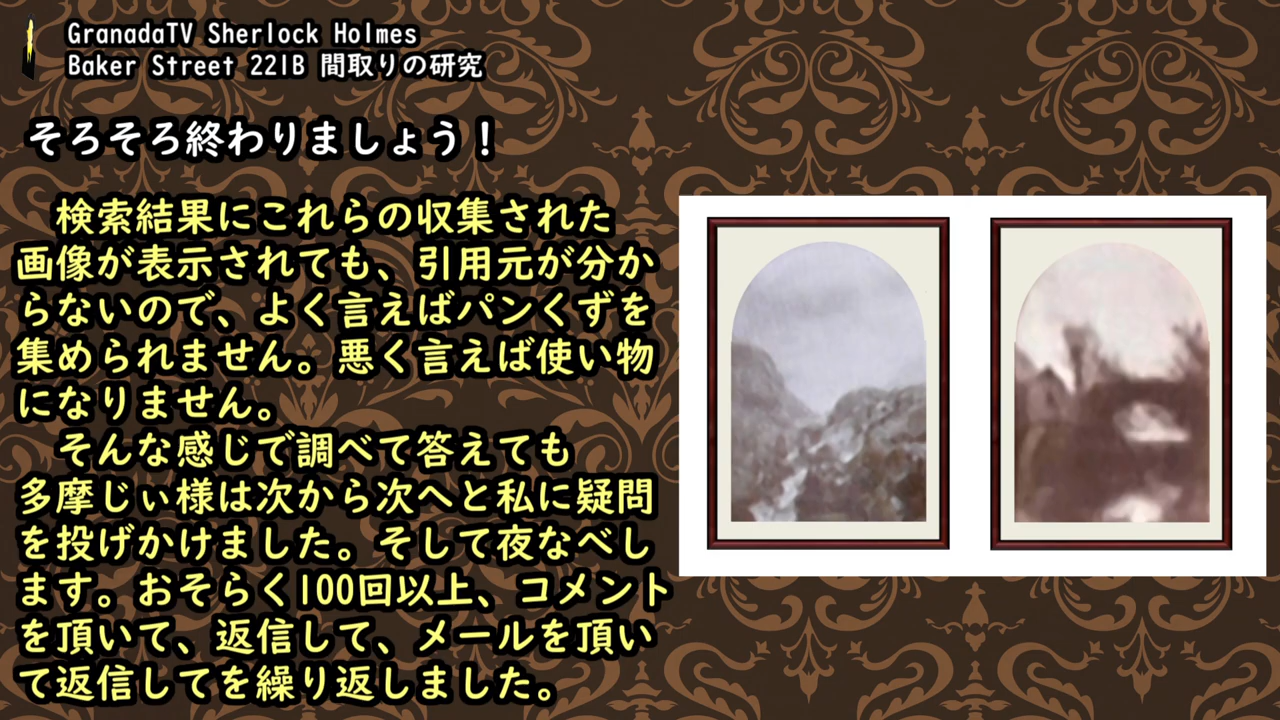 GranadaTV Sherlock Holmes
Baker Street 221B 間取りの研究
そろそろ終わりましょう！
検索結果にこれらの収集された
画像が表示されても、引用元が分か
らないので、よく言えばパンくずを
集められません。悪く言えば使い物
になりません。
そんな感じで調べて答えても
多摩じぃ様は次から次へと私に疑問
を投げかけました。そして夜なべし
ます。おそらく100回以上、コメント
を頂いて、返信して、メールを頂い
て返信してを繰り返しました。